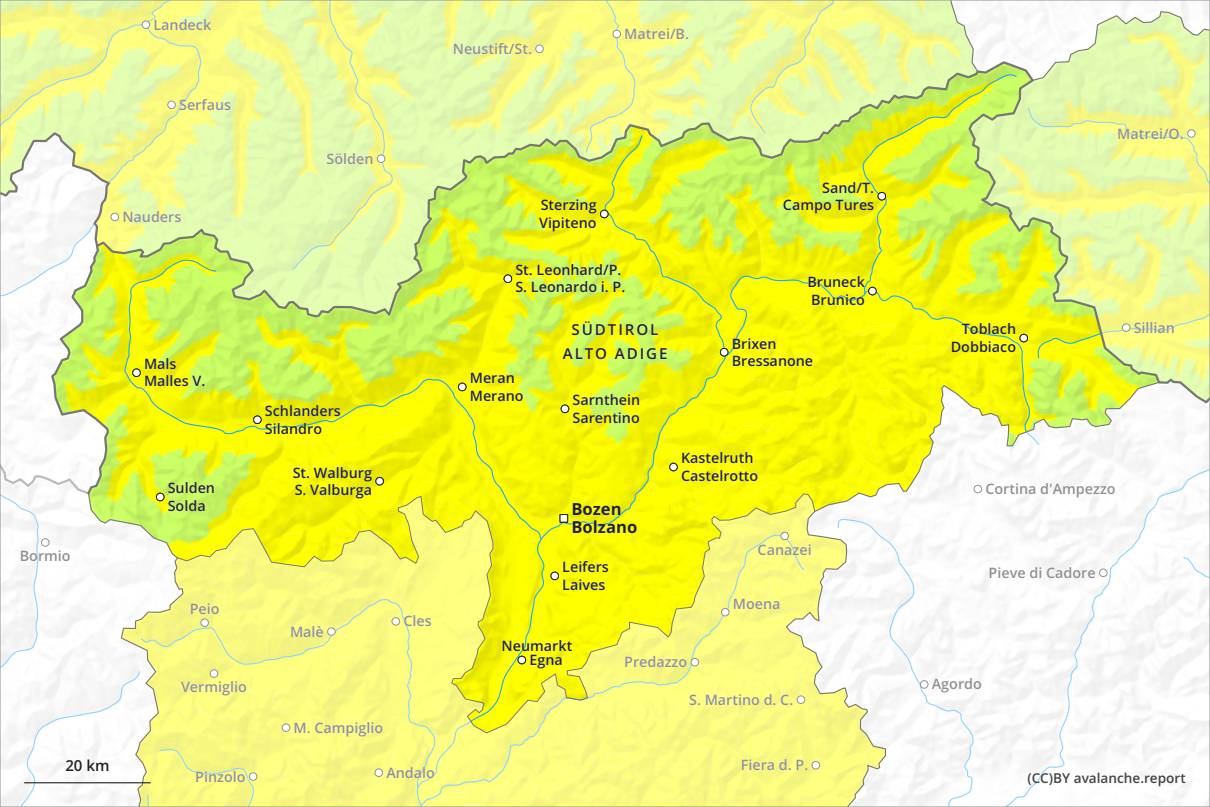 Landeck
Matrei/B.
Neustift/St.
Serfaus
Matrei/O.
Sölden
Sand/T.
Campo Tures
Sterzing
Vipiteno
Nauders
St. Leonhard/P.
S. Leonardo i. P.
Bruneck
Brunico
SÜDTIROL
ALTO ADIGE
Toblach
Dobbiaco
Sillian
Brixen
Bressanone
Mals
Malles V.
Meran
Merano
Schlanders
Silandro
Sarnthein
Sarentino
Kastelruth
Castelrotto
St. Walburg
S. Valburga
Sulden
Solda
Cortina d'Ampezzo
Bozen
Bolzano
Bormio
Canazei
Leifers
Laives
Pieve di Cadore
Peio
Moena
Malè
Cles
Neumarkt
Egna
Predazzo
Vermiglio
Agordo
S. Martino d. C.
M. Campiglio
20 km
Pinzolo
Andalo
Fiera d. P.
(CC)BY avalanche.report